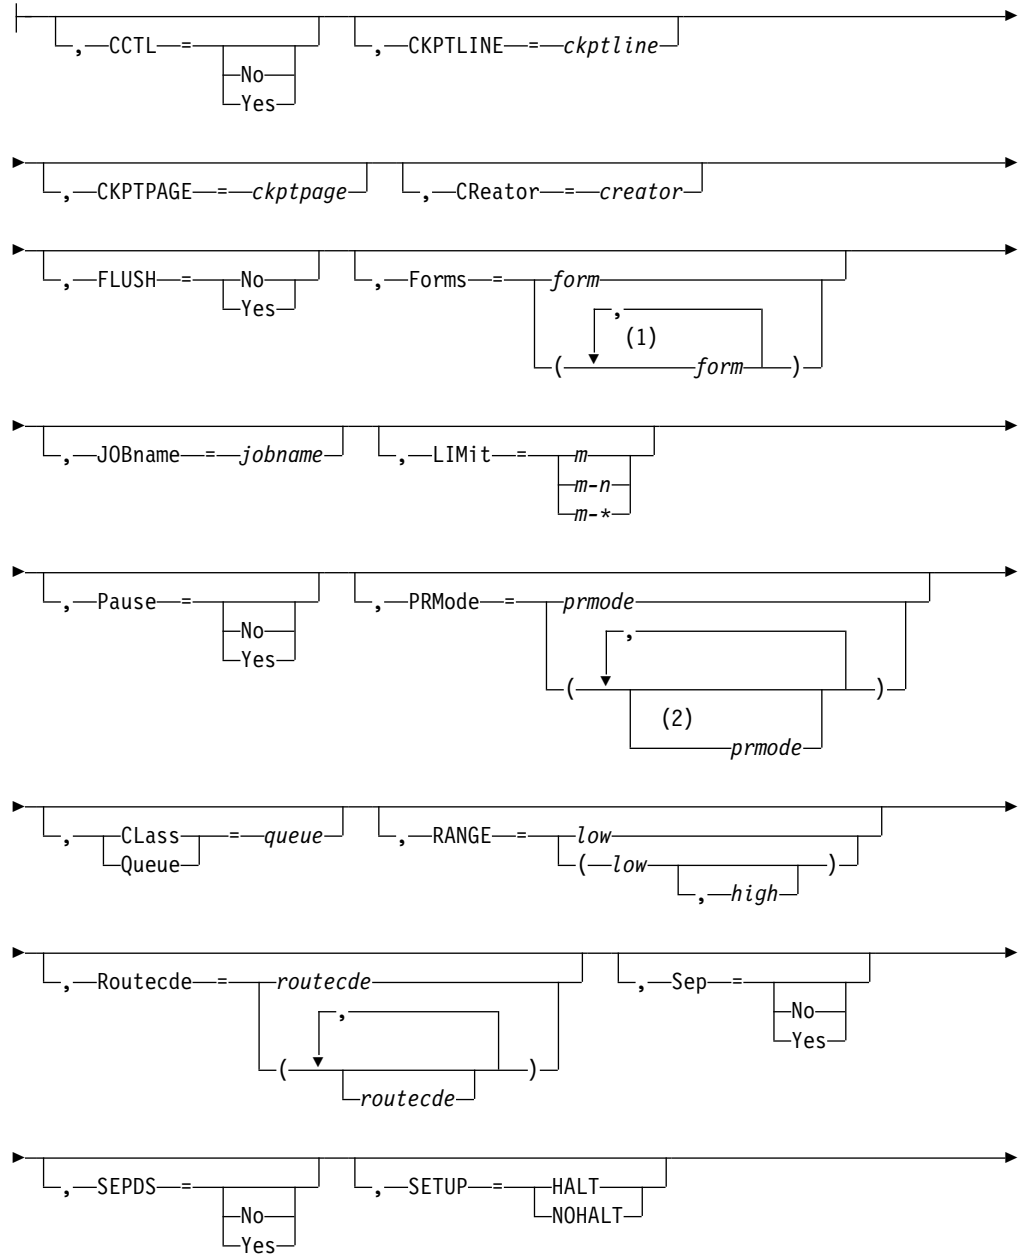 , CCTL = , CKPTLINE = ckptline
No
Yes
, CKPTPAGE = ckptpage , CReator = creator
, FLUSH = No , Forms = form
Yes
,
(1)
( form )
, JOBname = jobname , LIMit = m
m-n
m-*
, Pause = , PRMode = prmode
No
Yes
,
( )
(2)
prmode
, CLass = queue , RANGE = low
Queue ( low )
, high
, Routecde = routecde , Sep =
No
Yes
,
( )
routecde
, SEPDS = , SETUP = HALT
No NOHALT
Yes